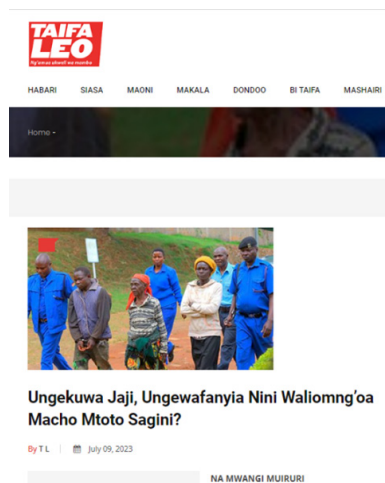 TAIFA
LEO
HABARI SIASA MAONI MAKALA DONDOO BI TAIFA MASHAIRI
Home -
Ungekuwa Jaji, Ungewafanyia Nini Waliomng’oa
Macho Mtoto Sagini?
By T L July 09, 2023
NA MWANGI MUIRURI